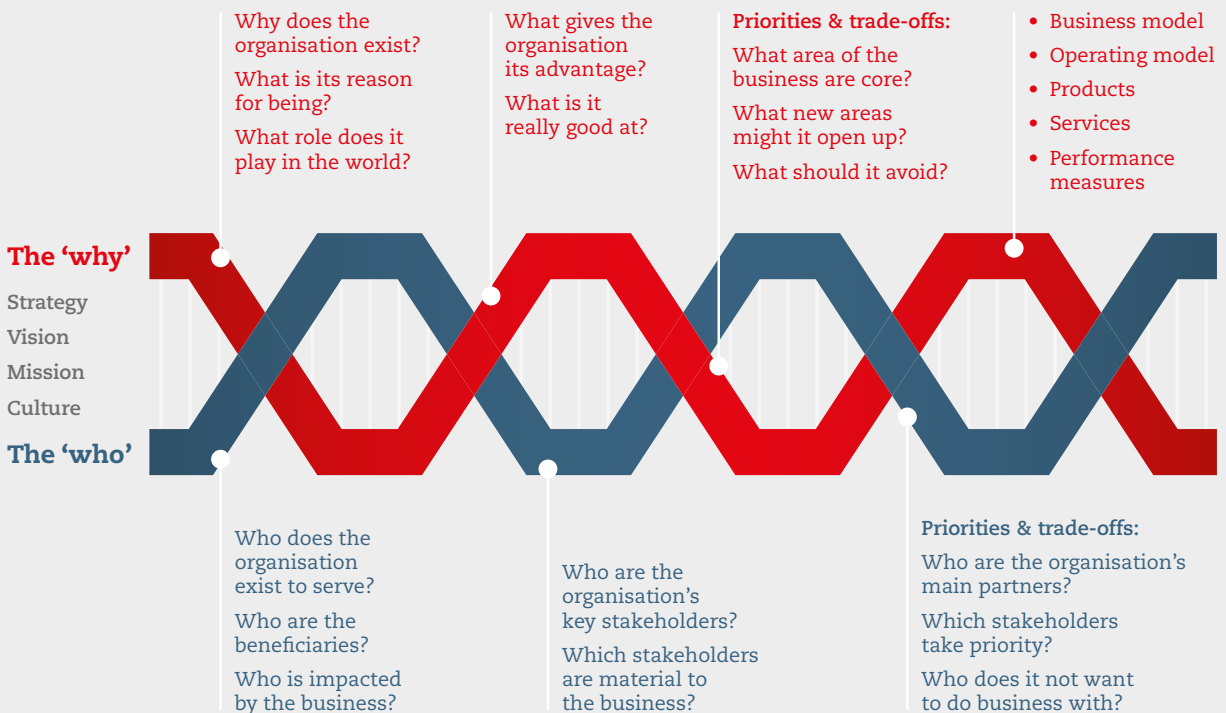 Why does the
organisation exist?
What is its reason
for being?
What role does it
play in the world?
What gives the
organisation
its advantage?
What is it
really good at?
Priorities & trade-offs:
What area of the
business are core?
What new areas
might it open up?
What should it avoid?
• Business model
• Operating model
• Products
• Services
• Performance
measures
The ‘why’
Strategy
Vision
Mission
Culture
The ‘who’
Who does the
organisation
exist to serve?
Who are the
beneficiaries?
Who is impacted
by the business?
Who are the
organisation’s
key stakeholders?
Which stakeholders
are material to
the business?
Priorities & trade-offs:
Who are the organisation’s
main partners?
Which stakeholders
take priority?
Who does it not want
to do business with?